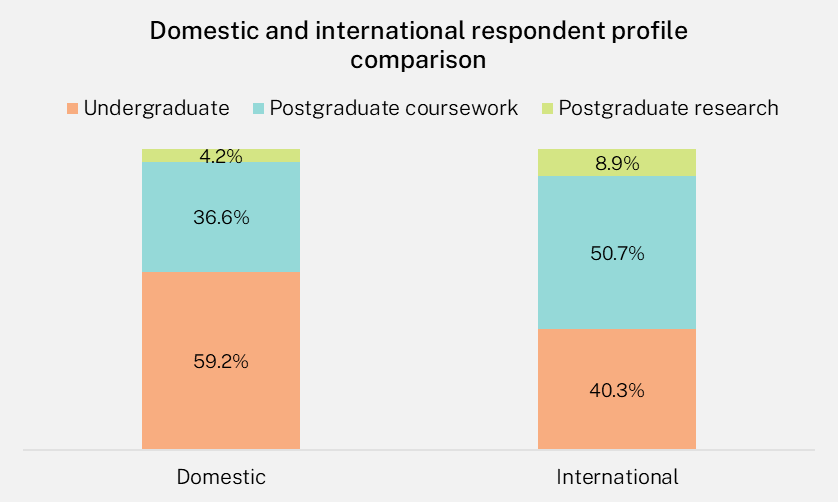 Domestic and international respondent profile
comparison
Undergraduate Postgraduate coursework Postgraduate research
4.2% 8.9%
36.6% 50.7%
59.2% 40.3%
Domestic International